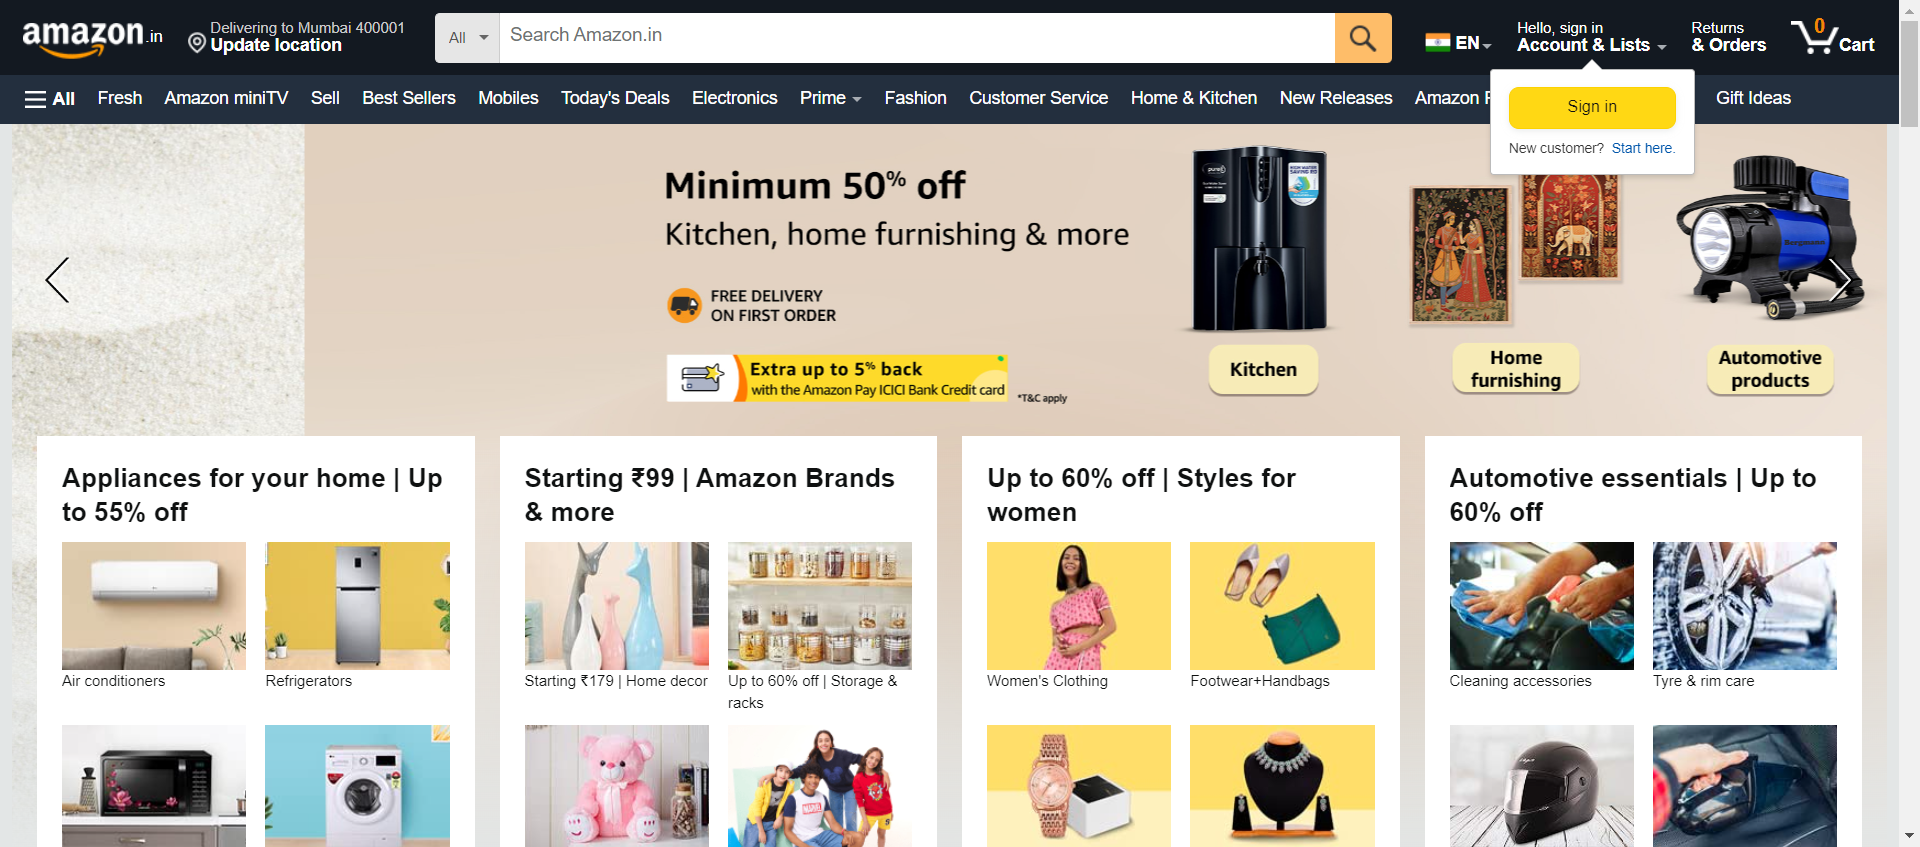 amazon.in
Delivering to Mumbai 400001
Update location
All
Search Amazon.in
EN
Hello, sign in
Account & Lists
Returns
& Orders
0
Cart
All
Fresh
Amazon miniTV
Sell
Best Sellers
Mobiles
Today's Deals
Electronics
Prime
Fashion
Customer Service
Home & Kitchen
New Releases
Amazon
Gift Ideas
Sign in
New customer? Start here.
Minimum 50% off
Kitchen, home furnishing & more
FREE DELIVERY
ON FIRST ORDER
Extra up to 5% back
with the Amazon Pay ICICI Bank Credit card
*T&C apply
Kitchen
Home
furnishing
Automotive
products
Appliances for your home | Up
to 55% off
Air conditioners
Refrigerators
Starting ₹99 | Amazon Brands
& more
Starting ₹179 | Home decor
Up to 60% off | Storage &
racks
MARVEL
Up to 60% off | Styles for
women
Women's Clothing
Footwear+Handbags
Automotive essentials | Up to
60% off
Cleaning accessories
Tyre & rim care